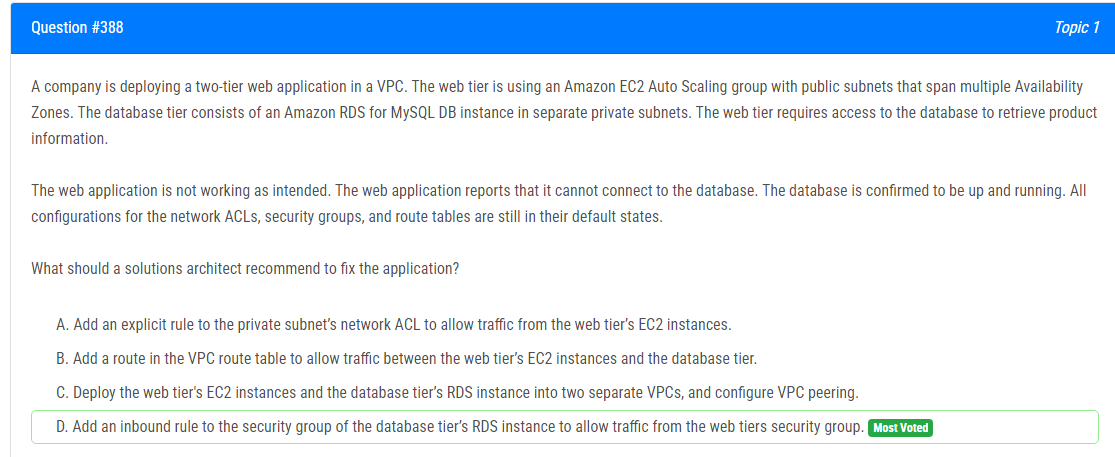 Question #388
Topic 1
A company is deploying a two-tier web application in a VPC. The web tier is using an Amazon EC2 Auto Scaling group with public subnets that span multiple Availability
Zones. The database tier consists of an Amazon RDS for MySQL DB instance in separate private subnets. The web tier requires access to the database to retrieve product
information.
The web application is not working as intended. The web application reports that it cannot connect to the database. The database is confirmed to be up and running. All
configurations for the network ACLs, security groups, and route tables are still in their default states.
What should a solutions architect recommend to fix the application?
A. Add an explicit rule to the private subnet’s network ACL to allow traffic from the web tier’s EC2 instances.
B. Add a route in the VPC route table to allow traffic between the web tier’s EC2 instances and the database tier.
C. Deploy the web tier's EC2 instances and the database tier’s RDS instance into two separate VPCs, and configure VPC peering.
D. Add an inbound rule to the security group of the database tier’s RDS instance to allow traffic from the web tiers security group. Most Voted